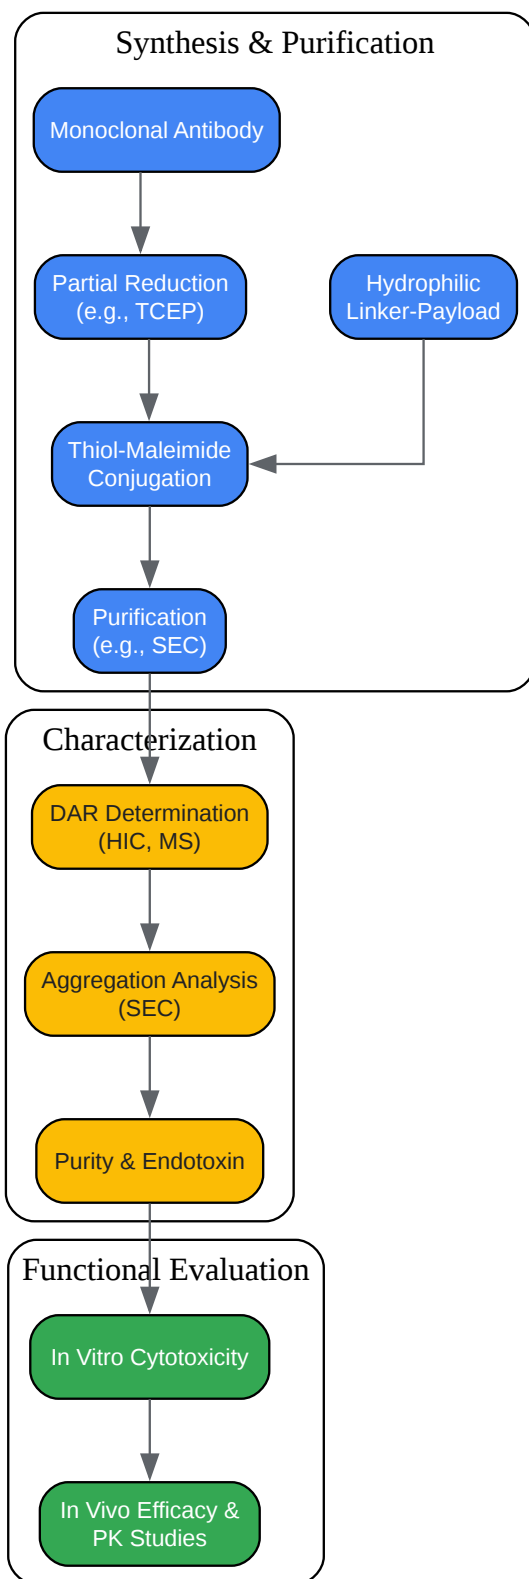 Synthesis & Purification
Monoclonal Antibody
Partial Reduction
(e.g., TCEP)
Hydrophilic
Linker-Payload
Thiol-Maleimide
Conjugation
Purification
(e.g., SEC)
Characterization
DAR Determination
(HIC, MS)
Aggregation Analysis
(SEC)
Purity & Endotoxin
Functional Evaluation
In Vitro Cytotoxicity
In Vivo Efficacy &
PK Studies